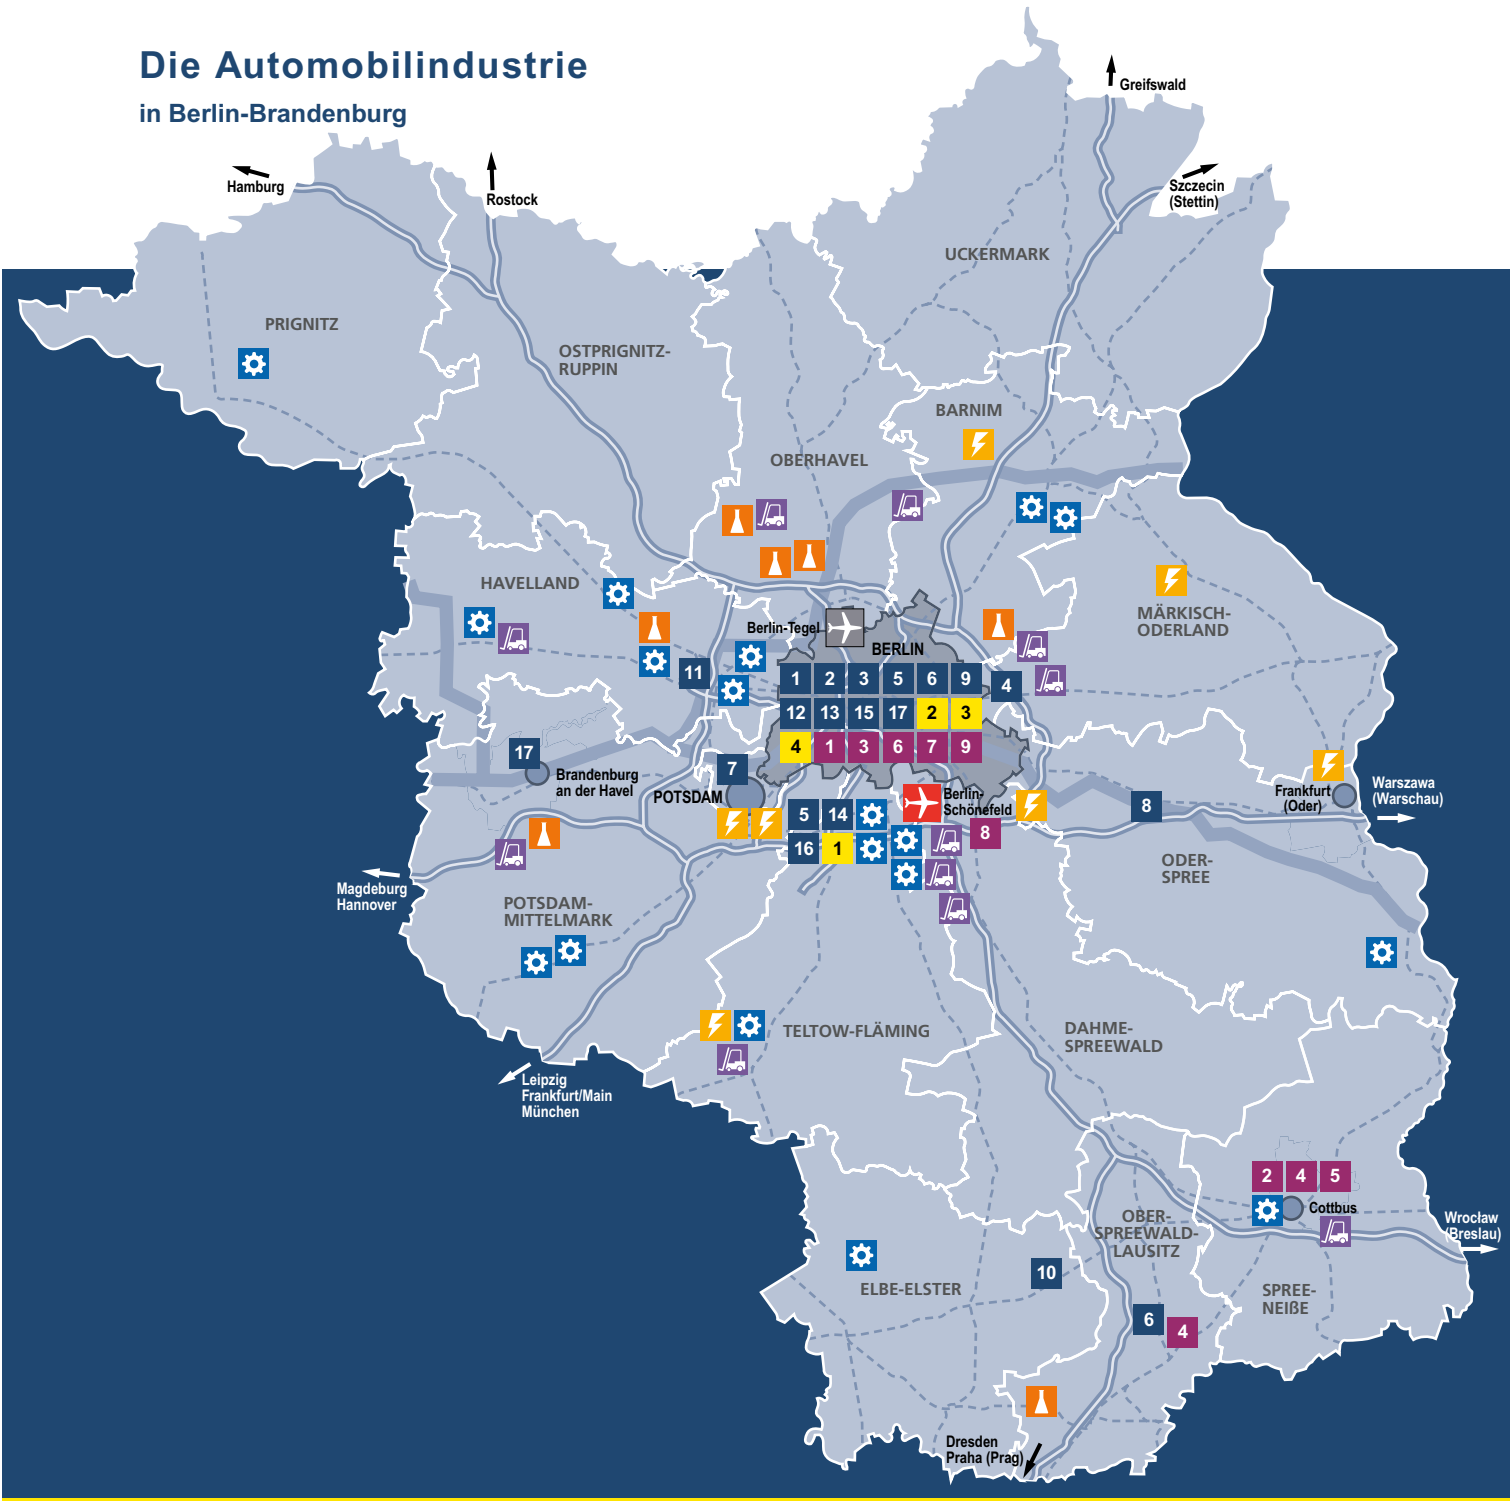 Die Automobilindustrie
in Berlin-Brandenburg
Greifswald
Hamburg
Rostock
Szczecin
(Stettin)
UCKERMARK
PRIGNITZ
OSTPRIGNITZ-
RUPPIN
BARNIM
OBERHAVEL
HAVELLAND
MÄRKISCH-
ODERLAND
Berlin-Tegel
BERLIN
11
1 2 3 5 6 9
4
12 13 15 17 2 3
4 1 3 6 7 9
17
7
Brandenburg
an der Havel
POTSDAM
Berlin-
Schönefeld
Frankfurt
(Oder)
Warszawa
(Warschau)
5 14
8
8
16 1
ODER-
SPREE
Magdeburg
Hannover
POTSDAM-
MITTELMARK
TELTOW-FLÄMING
DAHME-
SPREEWALD
Leipzig
Frankfurt/Main
München
2 4 5
Cottbus
OBER-
SPREEWALD-
LAUSITZ
Wrocław
(Breslau)
10
ELBE-ELSTER
SPREE-
NEIßE
6
4
Dresden
Praha (Prag)